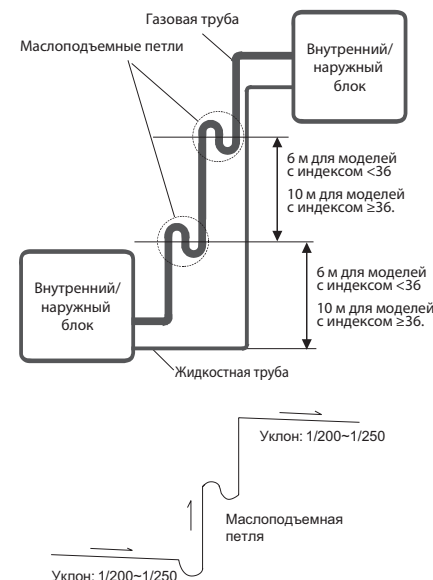 Газовая труба
Маслоподъемные петли
Внутренний/
наружный
блок
6 м для моделей
с индексом <36
10 м для моделей
с индексом ≥36.
Внутренний/
наружный
блок
6 м для моделей
с индексом <36
10 м для моделей
с индексом ≥36.
Жидкостная труба
Уклон: 1/200~1/250
Маслоподъемная
петля
Уклон: 1/200~1/250